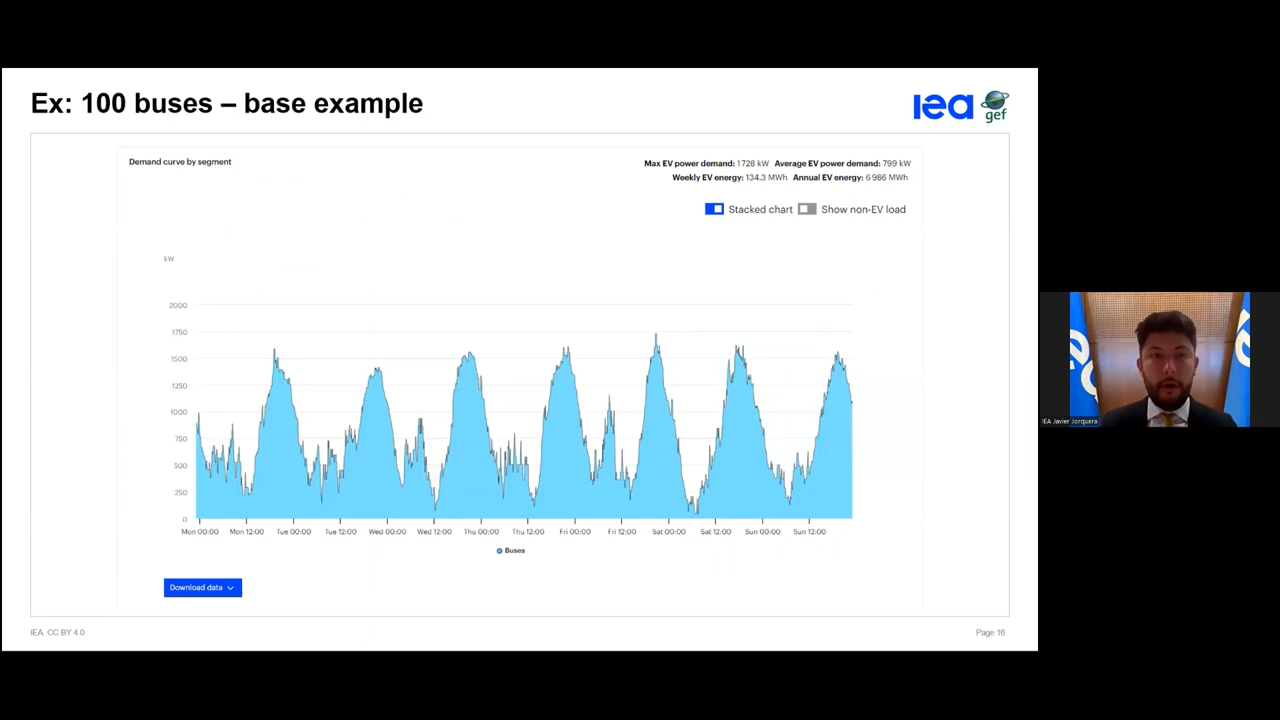 Ex: 100 buses – base example
iea
gef
Demand curve by segment
Max EV power demand: 1 728 kW Average EV power demand: 799 kW
Weekly EV energy: 134.3 MWh Annual EV energy: 6 986 MWh
Stacked chart Show non-EV load
kW
2000
1750
1500
1250
1000
750
500
250
0
Mon 00:00 Mon 12:00 Tue 00:00 Tue 12:00 Wed 00:00 Wed 12:00 Thu 00:00 Thu 12:00 Fri 00:00 Fri 12:00 Sat 00:00 Sat 12:00 Sun 00:00 Sun 12:00
Buses
Download data
IEA. CC BY 4.0.
Page 16
IEA Javier Jorquera